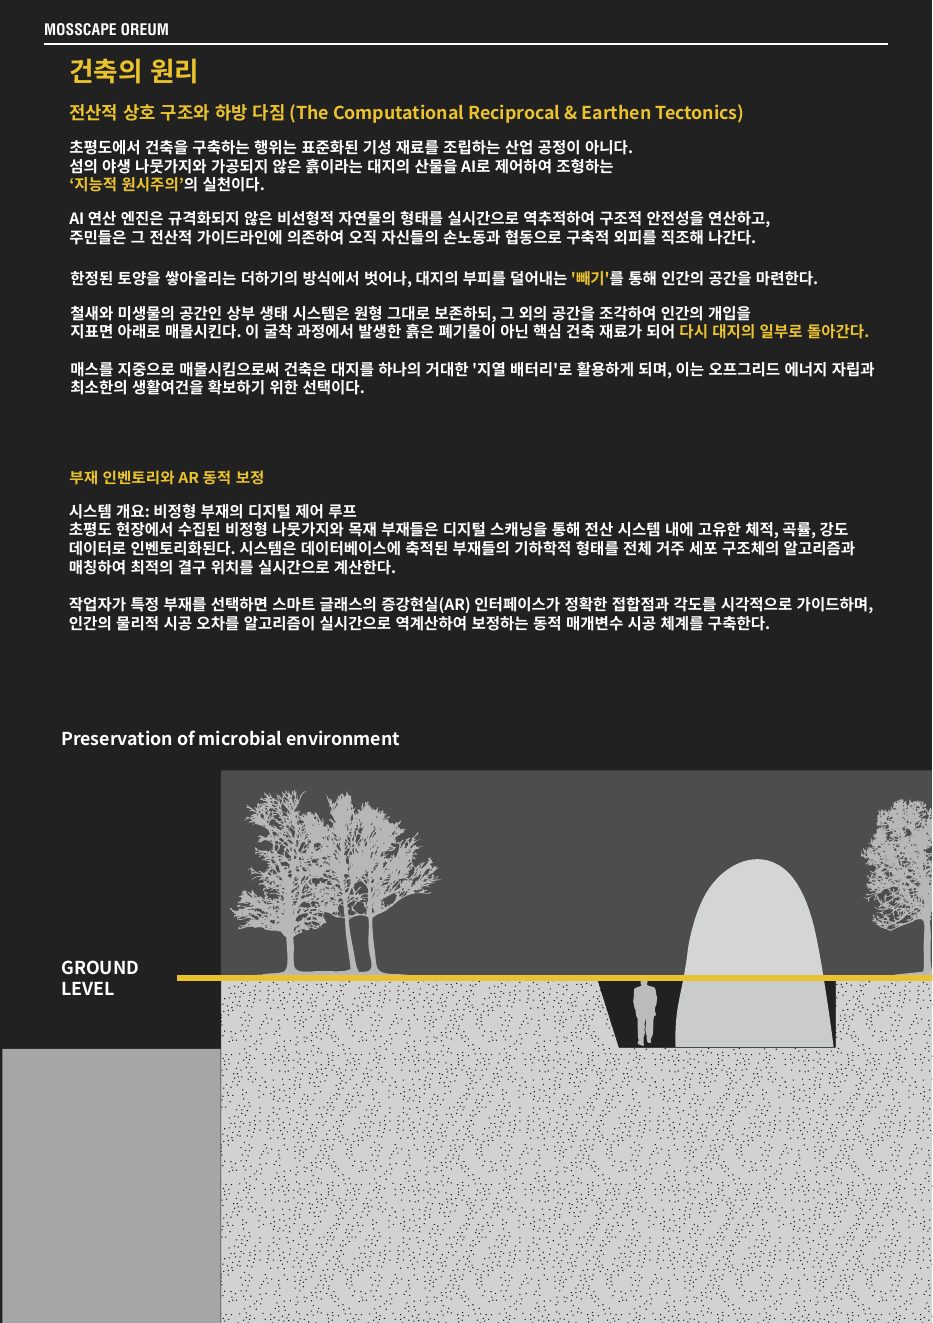 MOSSCAPE OREUM
건축의 원리
전산적 상호 구조와 하방 다짐 (The Computational Reciprocal & Earthen Tectonics)
초평도에서 건축을 구축하는 행위는 표준화된 기성 재료를 조립하는 산업 공정이 아니다.
섬의 야생 나뭇가지와 가공되지 않은 흙이라는 대지의 산물을 AI로 제어하여 조형하는
‘지능적 원시주의’의 실천이다.
AI 연산 엔진은 규격화되지 않은 비선형적 자연물의 형태를 실시간으로 역추적하여 구조적 안전성을 연산하고,
주민들은 그 전산적 가이드라인에 의존하여 오직 자신들의 손노동과 협동으로 구축적 외피를 직조해 나간다.
한정된 토양을 쌓아올리는 더하기의 방식에서 벗어나, 대지의 부피를 덜어내는 '빼기'를 통해 인간의 공간을 마련한다.
철새와 미생물의 공간인 상부 생태 시스템은 원형 그대로 보존하되, 그 외의 공간을 조각하여 인간의 개입을
지표면 아래로 매몰시킨다. 이 굴착 과정에서 발생한 흙은 폐기물이 아닌 핵심 건축 재료가 되어 다시 대지의 일부로 돌아간다.
매스를 지중으로 매몰시킴으로써 건축은 대지를 하나의 거대한 '지열 배터리'로 활용하게 되며, 이는 오프그리드 에너지 자립과
최소한의 생활여건을 확보하기 위한 선택이다.
부재 인벤토리와 AR 동적 보정
시스템 개요: 비정형 부재의 디지털 제어 루프
초평도 현장에서 수집된 비정형 나뭇가지와 목재 부재들은 디지털 스캐닝을 통해 전산 시스템 내에 고유한 체적, 곡률, 강도
데이터로 인벤토리화된다. 시스템은 데이터베이스에 축적된 부재들의 기하학적 형태를 전체 거주 세포 구조체의 알고리즘과
매칭하여 최적의 결구 위치를 실시간으로 계산한다.
작업자가 특정 부재를 선택하면 스마트 글래스의 증강현실(AR) 인터페이스가 정확한 접합점과 각도를 시각적으로 가이드하며,
인간의 물리적 시공 오차를 알고리즘이 실시간으로 역계산하여 보정하는 동적 매개변수 시공 체계를 구축한다.
Preservation of microbial environment
GROUND
LEVEL